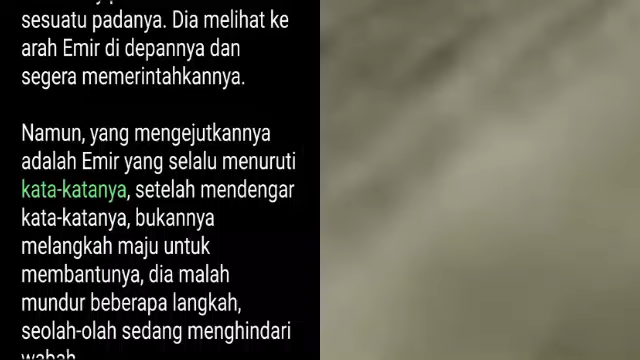 sesuatu padanya. Dia melihat ke
arah Emir di depannya dan
segera memerintahkannya.
Namun, yang mengejutkannya
adalah Emir yang selalu menuruti
kata-katanya, setelah mendengar
kata-katanya, bukannya
melangkah maju untuk
membantunya, dia malah
mundur beberapa langkah,
seolah-olah sedang menghindari
wabah.